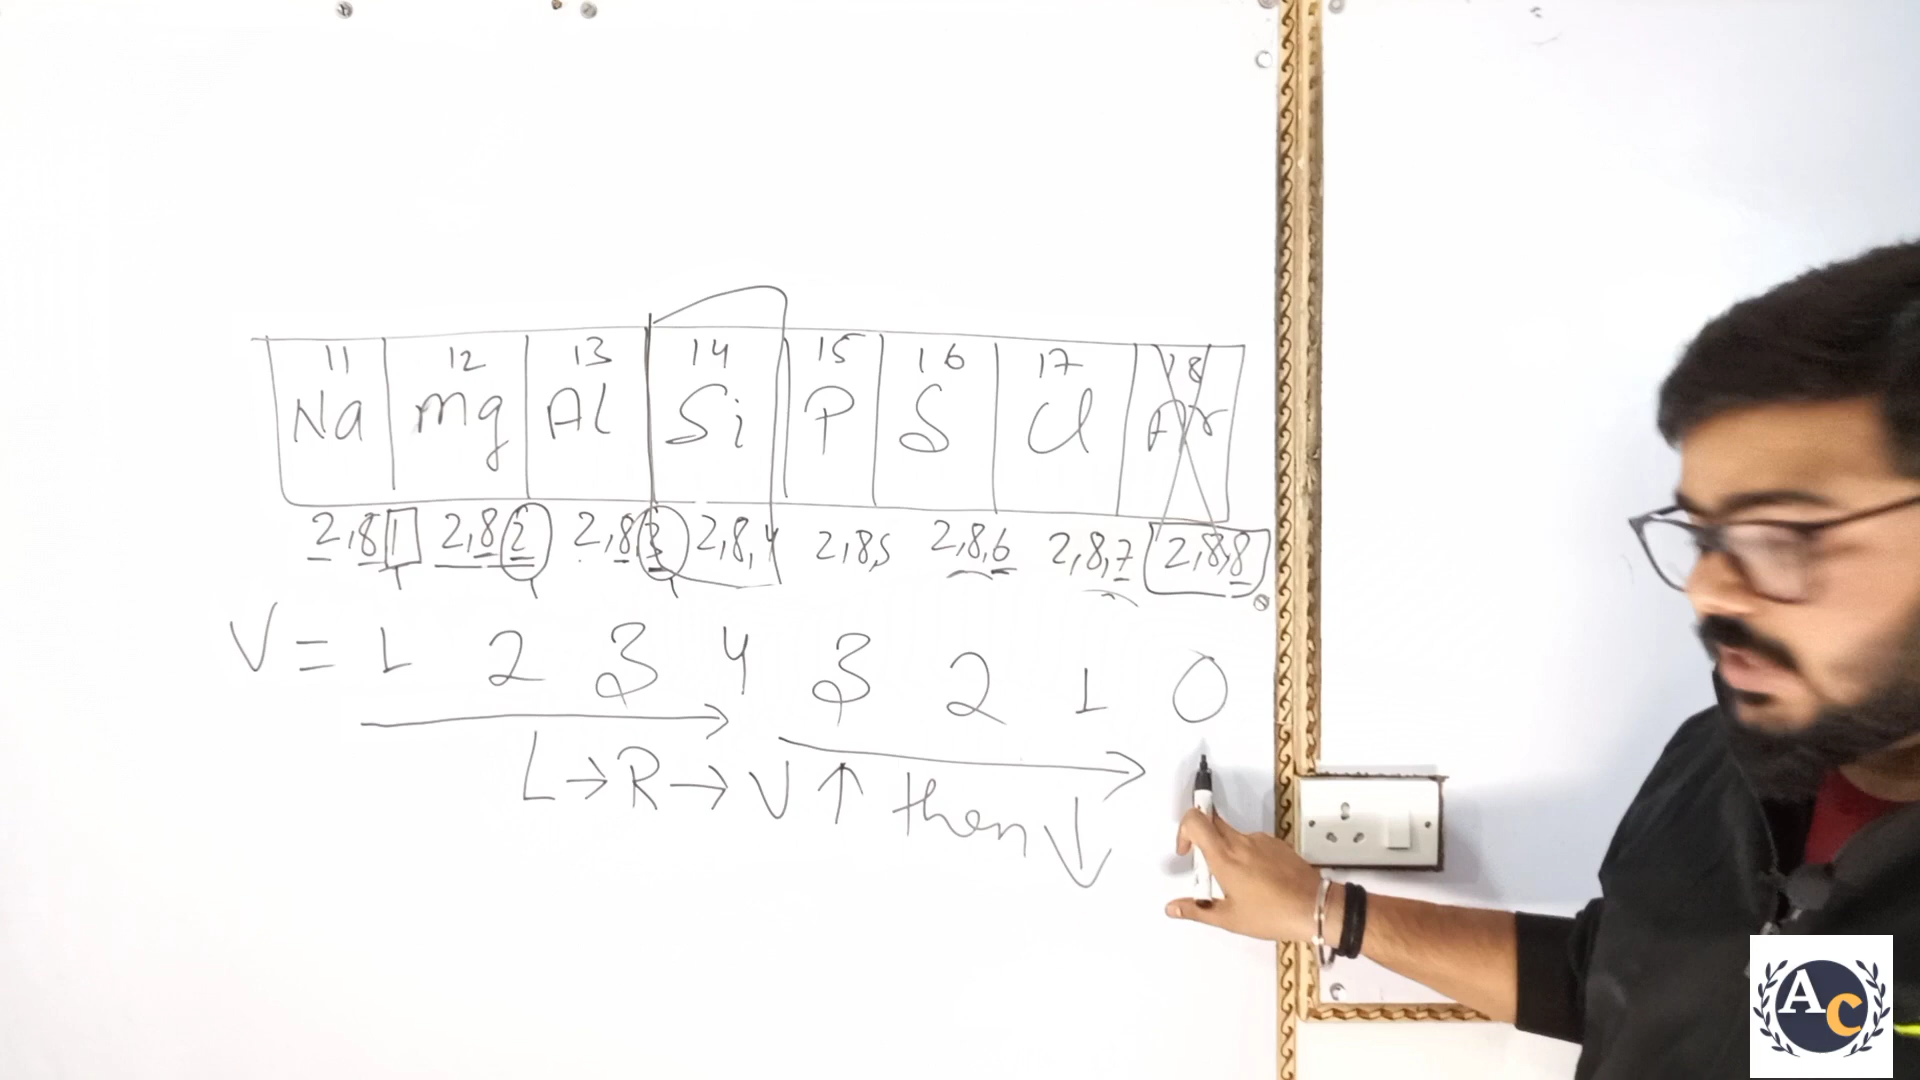 11 12 13 14 15 16 17 18
Na Mg Al Si P S Cl Ar
2,8,1 2,8,2 2,8,3 2,8,4 2,8,5 2,8,6 2,8,7 2,8,8
V = 1 2 3 4 3 2 1 0
L → R → V ↑ then ↓
AC